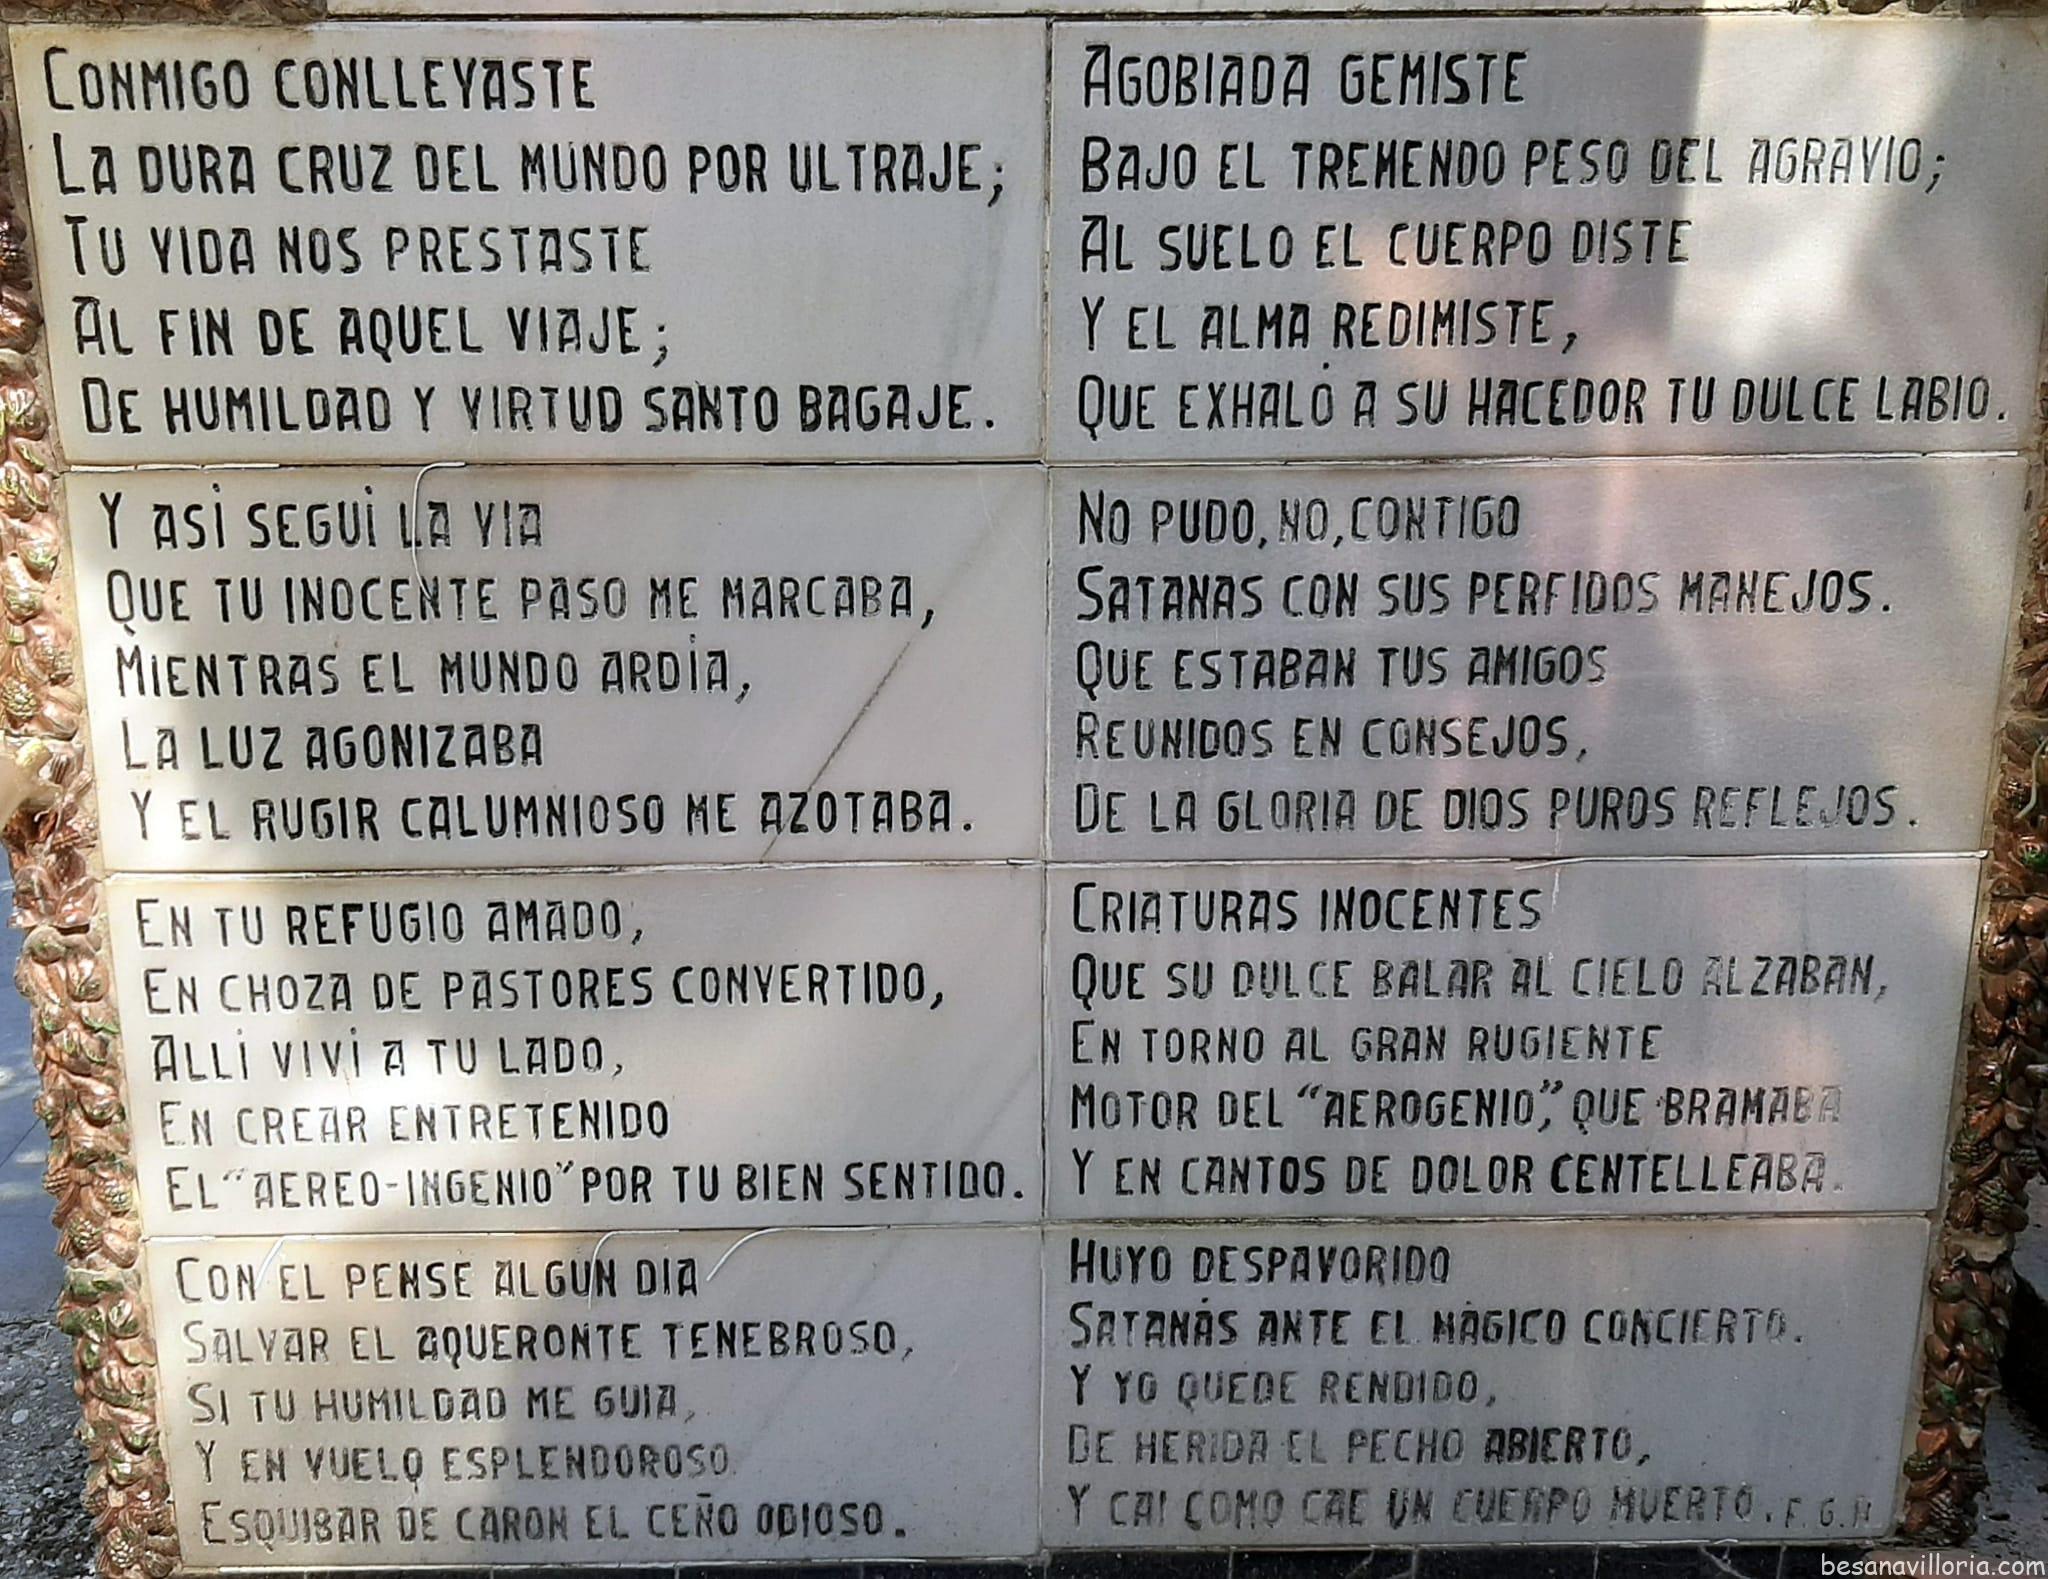 CONMIGO CONLLEVASTE
LA DURA CRUZ DEL MUNDO POR ULTRAJE;
TU VIDA NOS PRESTASTE
AL FIN DE AQUEL VIAJE;
DE HUMILDAD Y VIRTUD SANTO BAGAJE.
Y ASÍ SEGUÍ LA VIA
QUE TU INOCENTE PASO ME MARCABA,
MIENTRAS EL MUNDO ARDÍA,
LA LUZ AGONIZABA
Y EL RUGIR CALUMNIOSO ME AZOTABA.
EN TU REFUGIO AMADO,
EN CHOZA DE PASTORES CONVERTIDO,
ALLÍ VIVÍ A TU LADO,
EN CREAR ENTRETENIDO
EL "AEREO-INGENIO" POR TU BIEN SENTIDO.
CON EL PENSE ALGUN DIA
SALVAR EL AQUERONTE TENEBROSO,
SI TU HUMILDAD ME GUIA,
Y EN VUELO ESPLENDOROSO
ESQUIBAR DE CARON EL CEÑO ODIOSO.
AGOBIADA GEMISTE
BAJO EL TREMENDO PESO DEL AGRAVIO;
AL SUELO EL CUERPO DISTE
Y EL ALMA REDIMISTE,
QUE EXHALÓ A SU HACEDOR TU DULCE LABIO.
NO PUDO, NO, CONTIGO
SATANAS CON SUS PERFIDOS MANEJOS.
QUE ESTABAN TUS AMIGOS
REUNIDOS EN CONSEJOS,
DE LA GLORIA DE DIOS PUROS REFLEJOS.
CRIATURAS INOCENTES
QUE SU DULCE BALAR AL CIELO ALZABAN,
EN TORNO AL GRAN RUGIENTE
MOTOR DEL "AEROGENIO", QUE BRAMABA
Y EN CANTOS DE DOLOR CENTELLEABA.
HUYO DESPAVORIDO
SATANÁS ANTE EL MÁGICO CONCIERTO.
Y YO QUEDE RENDIDO,
DE HERIDA EL PECHO ABIERTO,
Y CAI COMO CAE UN CUERPO MUERTO. F. G. H.
besanavilloria.com